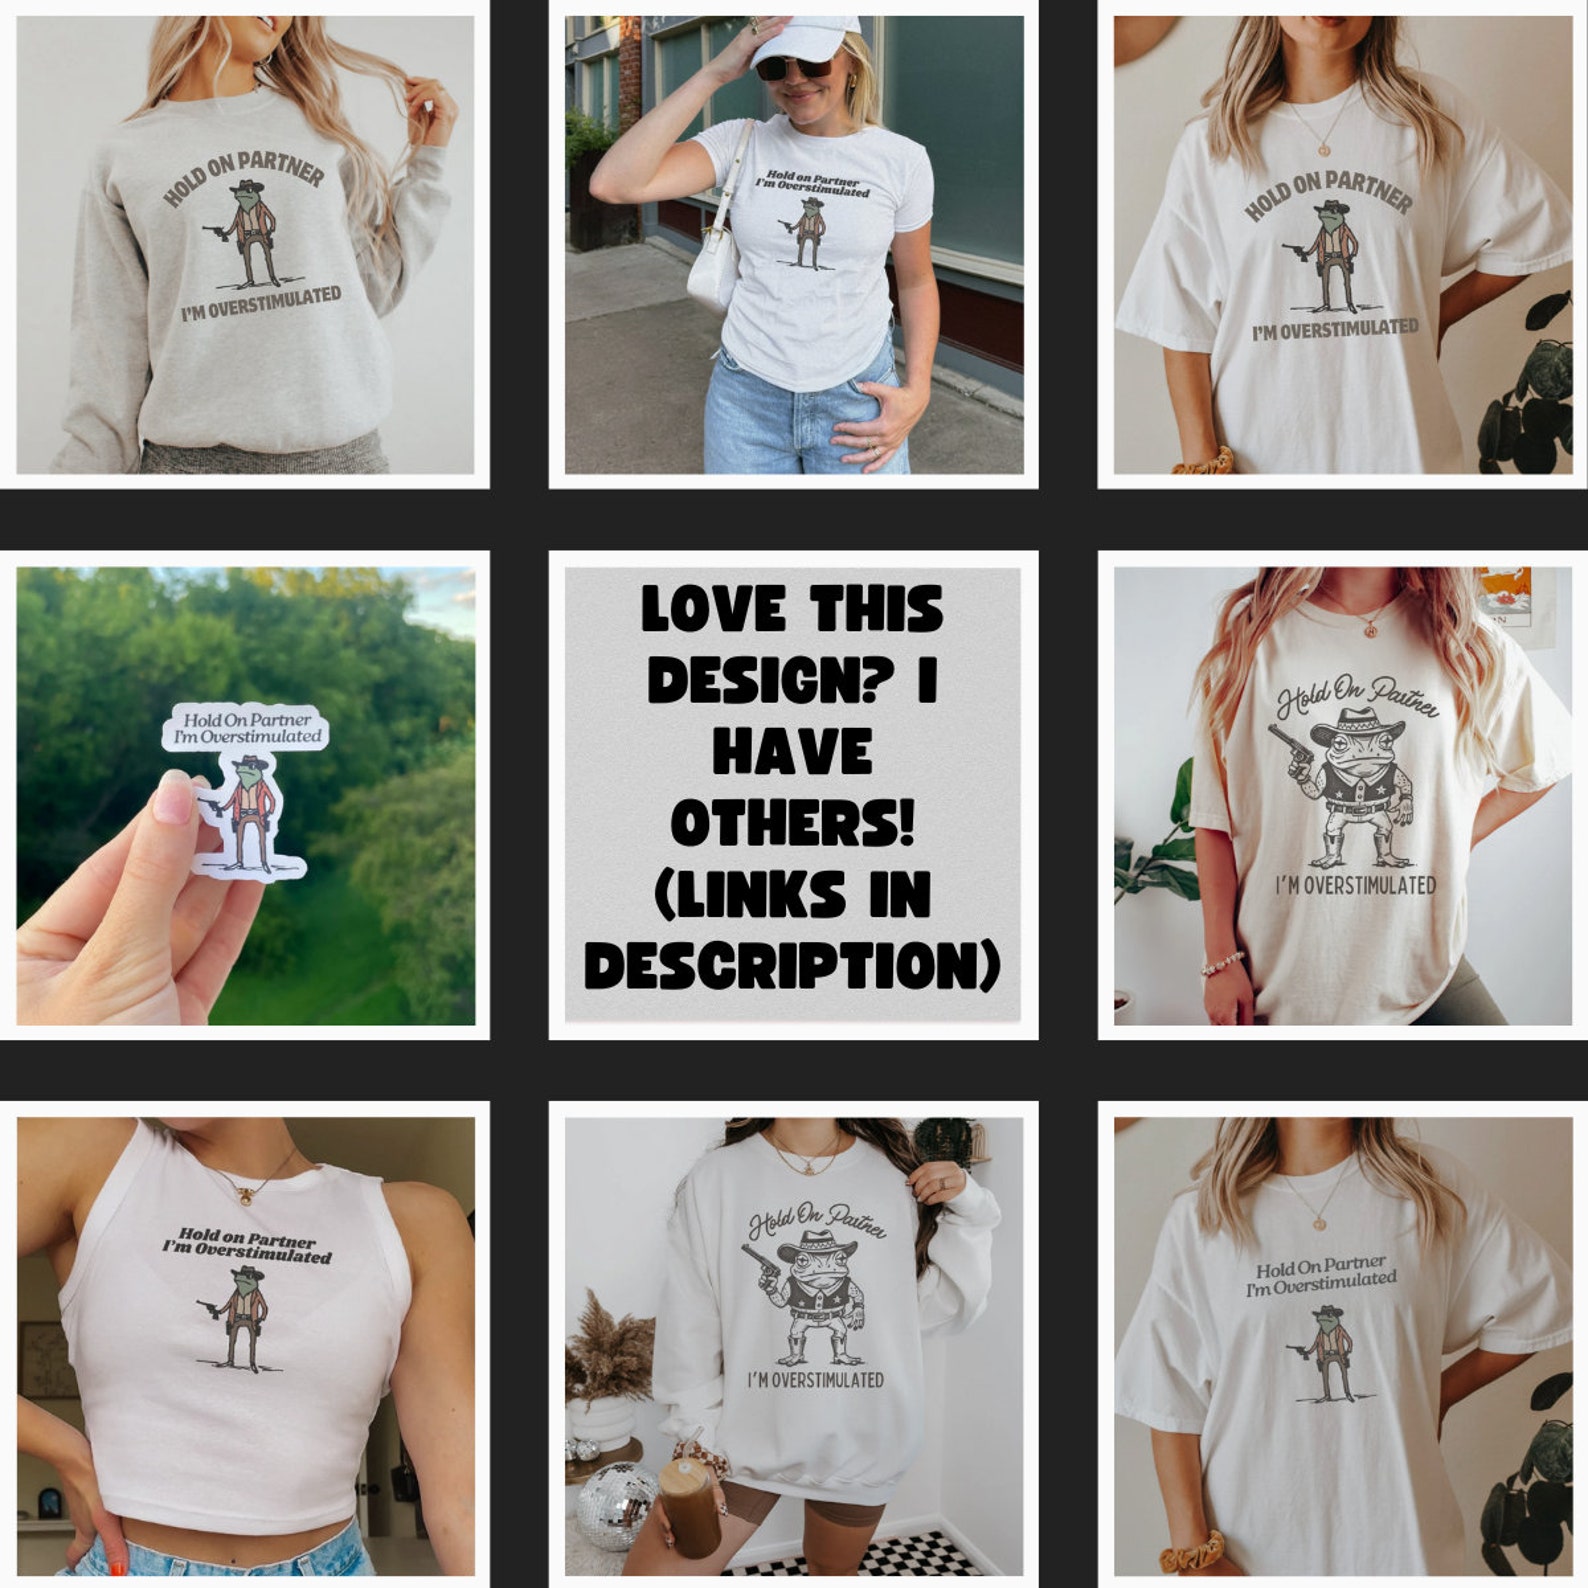 HOLD ON PARTNER
I'M OVERSTIMULATED
Hold on Partner
I'm Overstimulated
HOLD ON PARTNER
I'M OVERSTIMULATED
Hold On Partner
I'm Overstimulated
LOVE THIS
DESIGN? I
HAVE
OTHERS!
(LINKS IN
DESCRIPTION)
Hold On Partner
I'M OVERSTIMULATED
Hold on Partner
I'm Overstimulated
Hold On Partner
I'M OVERSTIMULATED
Hold On Partner
I'm Overstimulated